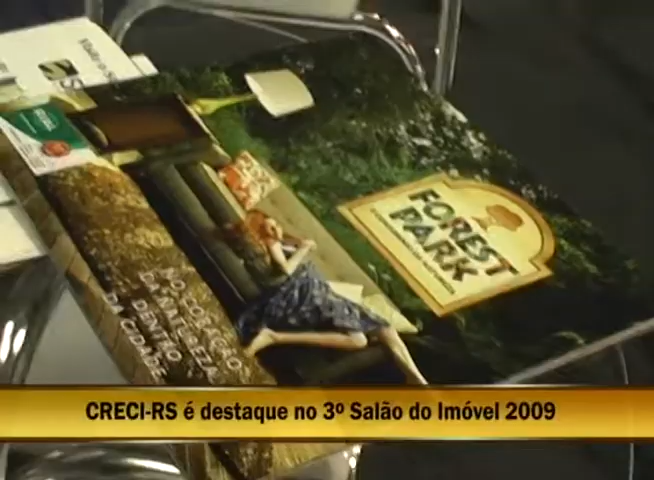 FOREST
PARK
NO CORAÇÃO
DA NATUREZA.
DENTRO
DA CIDADE.
CRECI-RS é destaque no 3º Salão do Imóvel 2009